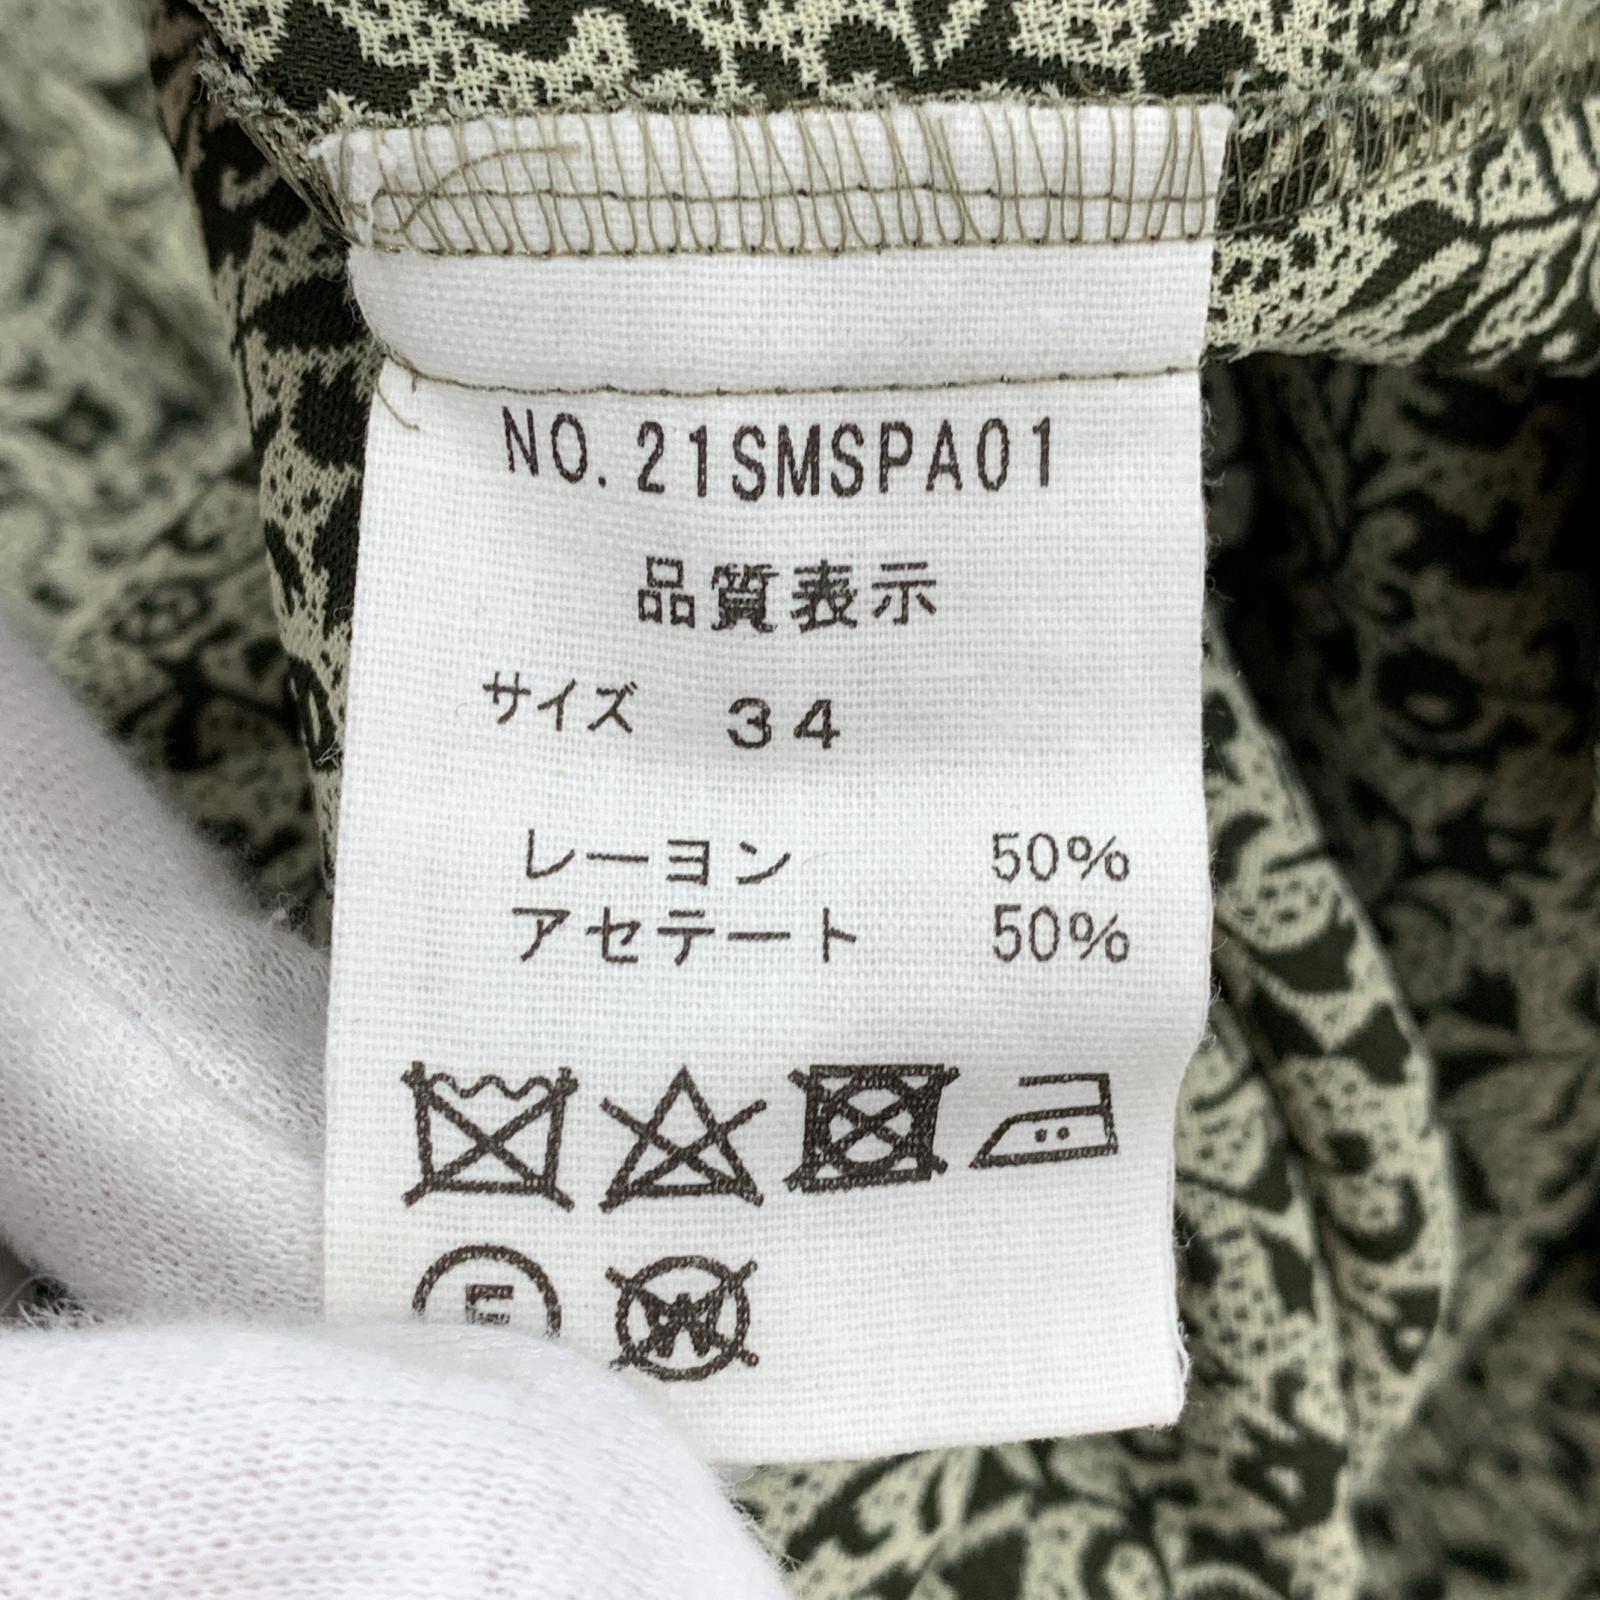 NO.21SMSPA01
品質表示
サイズ 34
レーヨン 50%
アセテート 50%
F W